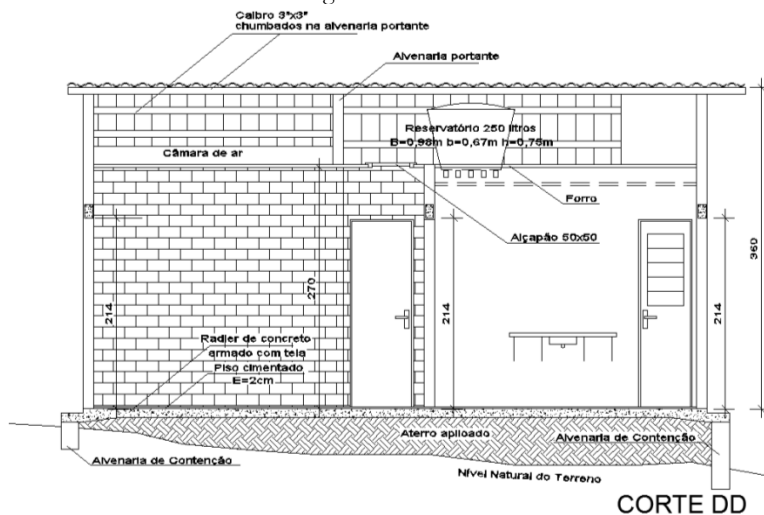 Caibro 3"x3"
chumbados na alvenaria portante
Alvenaria portante
Reservatório 250 litros
B=0,98m b=0,67m h=0,75m
Câmara de ar
Forro
Alçapão 50x50
360
270
214
214
214
Radier de concreto
armado com tela
Piso cimentado
E=2cm
Aterro apiloado
Alvenaria de Contenção
Alvenaria de Contenção
Nível Natural do Terreno
CORTE DD